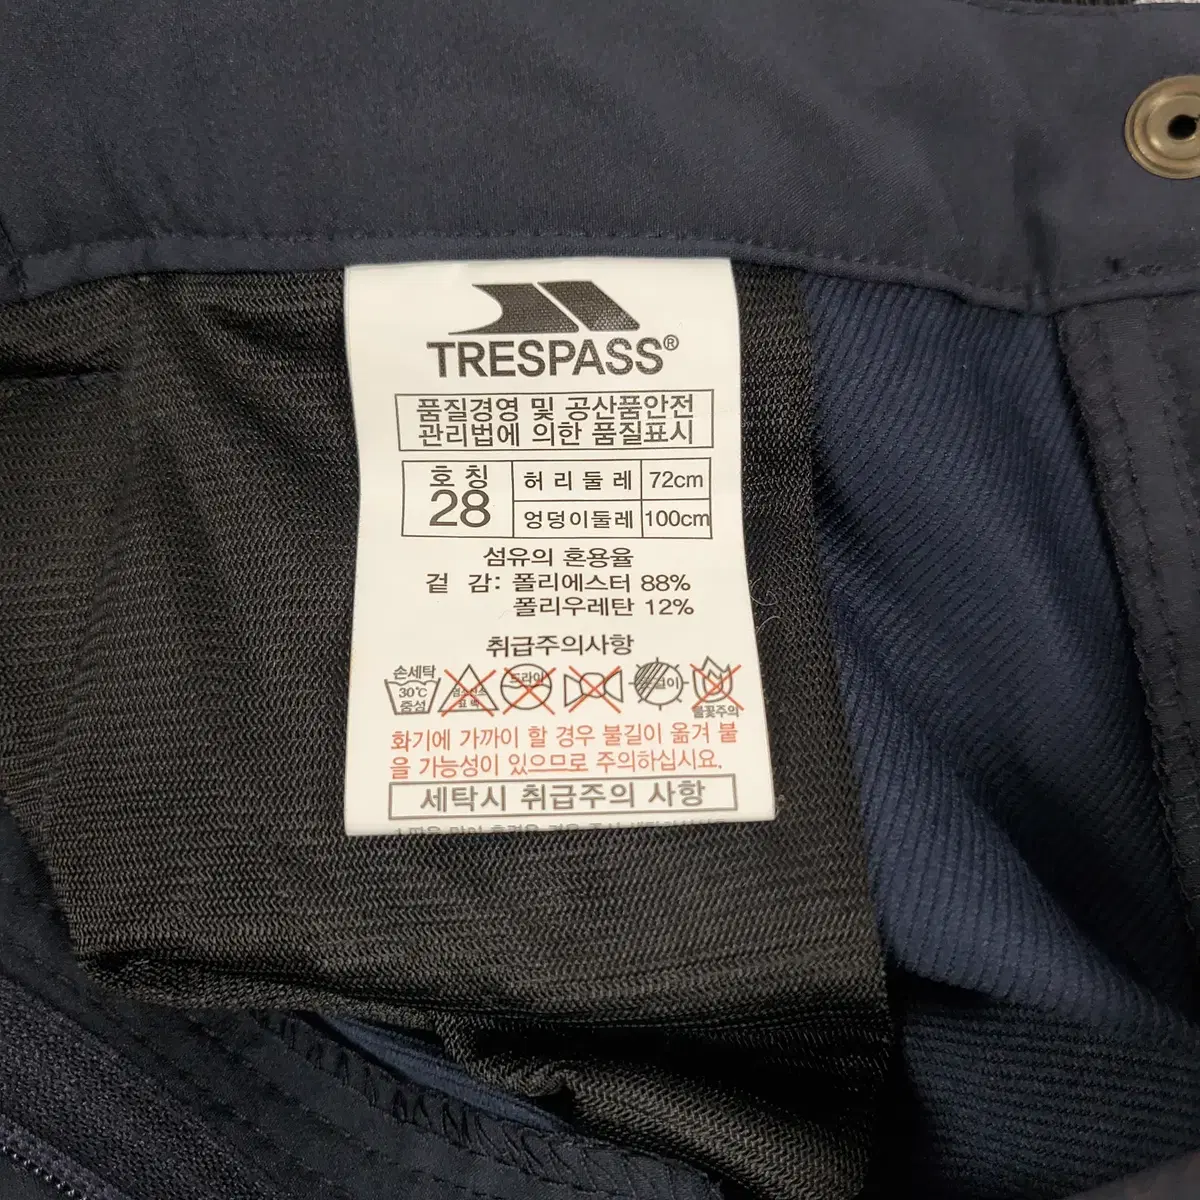 TRESPASS®
품질경영 및 공산품안전
관리법에 의한 품질표시
호칭
28
허리둘레 72cm
엉덩이둘레 100cm
섬유의 혼용율
겉 감: 폴리에스터 88%
폴리우레탄 12%
취급주의사항
손세탁
30℃
중성
드라이
불꽃주의
화기에 가까이 할 경우 불길이 옮겨 붙
을 가능성이 있으므로 주의하십시요.
세탁시 취급주의 사항